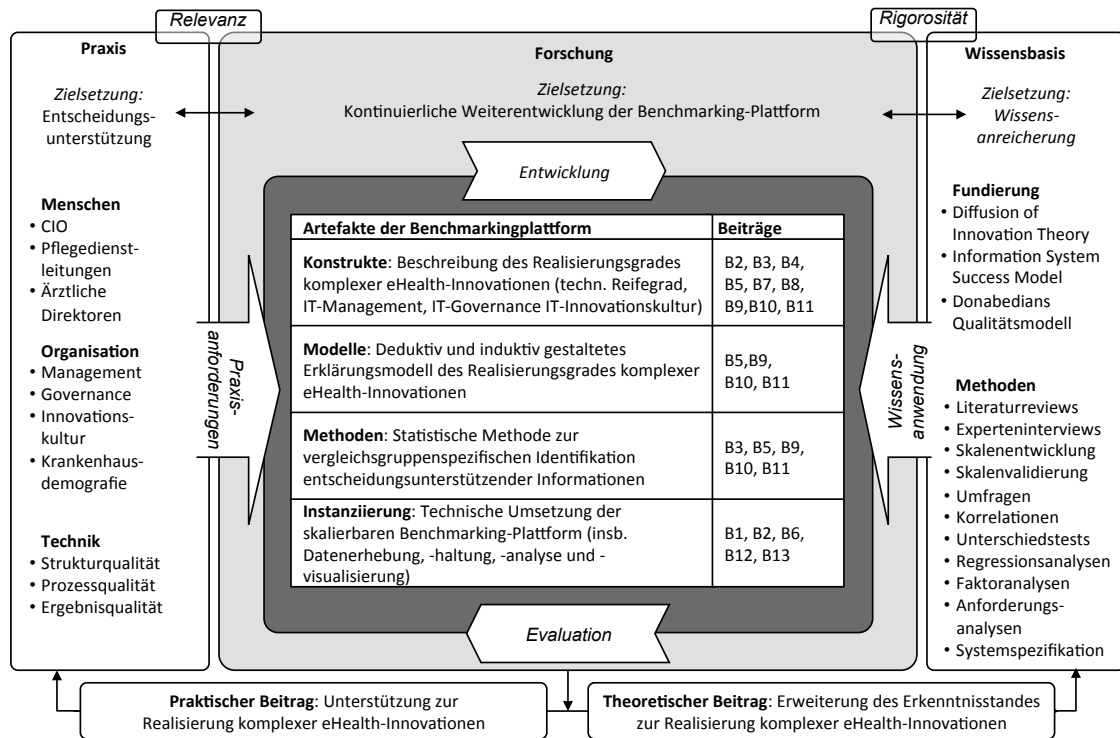 Relevanz
Rigorosität
Praxis
Zielsetzung:
Entscheidungs-
unterstützung
Menschen
• CIO
• Pflegedienst-
leitungen
• Ärztliche
Direktoren
Organisation
• Management
• Governance
• Innovations-
kultur
• Krankenhaus-
demografie
Technik
• Strukturqualität
• Prozessqualität
• Ergebnisqualität
Praxis-
anforderungen
Forschung
Zielsetzung:
Kontinuierliche Weiterentwicklung der Benchmarking-Plattform
Entwicklung
Artefakte der Benchmarkingplattform
Beiträge
Konstrukte: Beschreibung des Realisierungsgrades
komplexer eHealth-Innovationen (techn. Reifegrad,
IT-Management, IT-Governance IT-Innovationskultur)
B2, B3, B4,
B5, B7, B8,
B9,B10, B11
Modelle: Deduktiv und induktiv gestaltetes
Erklärungsmodell des Realisierungsgrades komplexer
eHealth-Innovationen
B5,B9,
B10, B11
Methoden: Statistische Methode zur
vergleichsgruppenspezifischen Identifikation
entscheidungsunterstützender Informationen
B3, B5, B9,
B10, B11
Instanziierung: Technische Umsetzung der
skalierbaren Benchmarking-Plattform (insb.
Datenerhebung, -haltung, -analyse und -
visualisierung)
B1, B2, B6,
B12, B13
Evaluation
Wissens-
anwendung
Wissensbasis
Zielsetzung:
Wissens-
anreicherung
Fundierung
• Diffusion of
Innovation Theory
• Information System
Success Model
• Donabedians
Qualitätsmodell
Methoden
• Literaturreviews
• Experteninterviews
• Skalenentwicklung
• Skalenvalidierung
• Umfragen
• Korrelationen
• Unterschiedstests
• Regressionsanalysen
• Faktoranalysen
• Anforderungs-
analysen
• Systemspezifikation
Praktischer Beitrag: Unterstützung zur
Realisierung komplexer eHealth-Innovationen
Theoretischer Beitrag: Erweiterung des Erkenntnisstandes
zur Realisierung komplexer eHealth-Innovationen